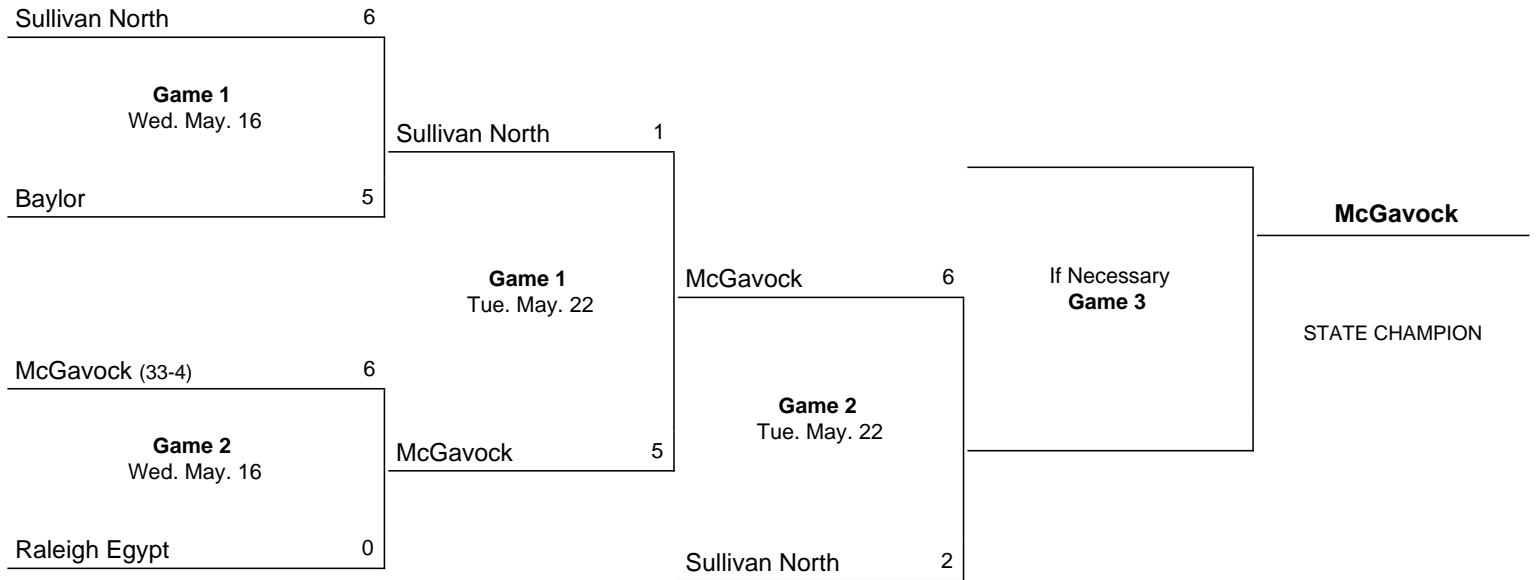 Sullivan North 6
Game 1
Wed. May. 16
Baylor 5
McGavock (33-4) 6
Game 2
Wed. May. 16
Raleigh Egypt 0
Sullivan North 1
Game 1
Tue. May. 22
McGavock 5
McGavock 6
Game 2
Tue. May. 22
Sullivan North 2
If Necessary
Game 3
McGavock
STATE CHAMPION